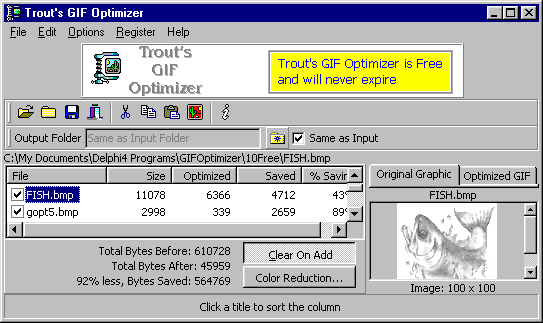 Trout's GIF Optimizer
File Edit Options Register Help
Trout's
GIF
Optimizer
Trout's GIF Optimizer is Free
and will never expire
Output Folder Same as Input Folder Same as Input
C:\My Documents\Delphi4 Programs\GIFOptimizer\10Free\FISH.bmp
File Size Optimized Saved % Savin
FISH.bmp 11078 6366 4712 43%
gopt5.bmp 2998 339 2659 89%
Total Bytes Before: 610728
Total Bytes After: 45959
92% less, Bytes Saved: 564769
Clear On Add
Color Reduction...
Original Graphic Optimized GIF
FISH.bmp
Image: 100 x 100
Click a title to sort the column